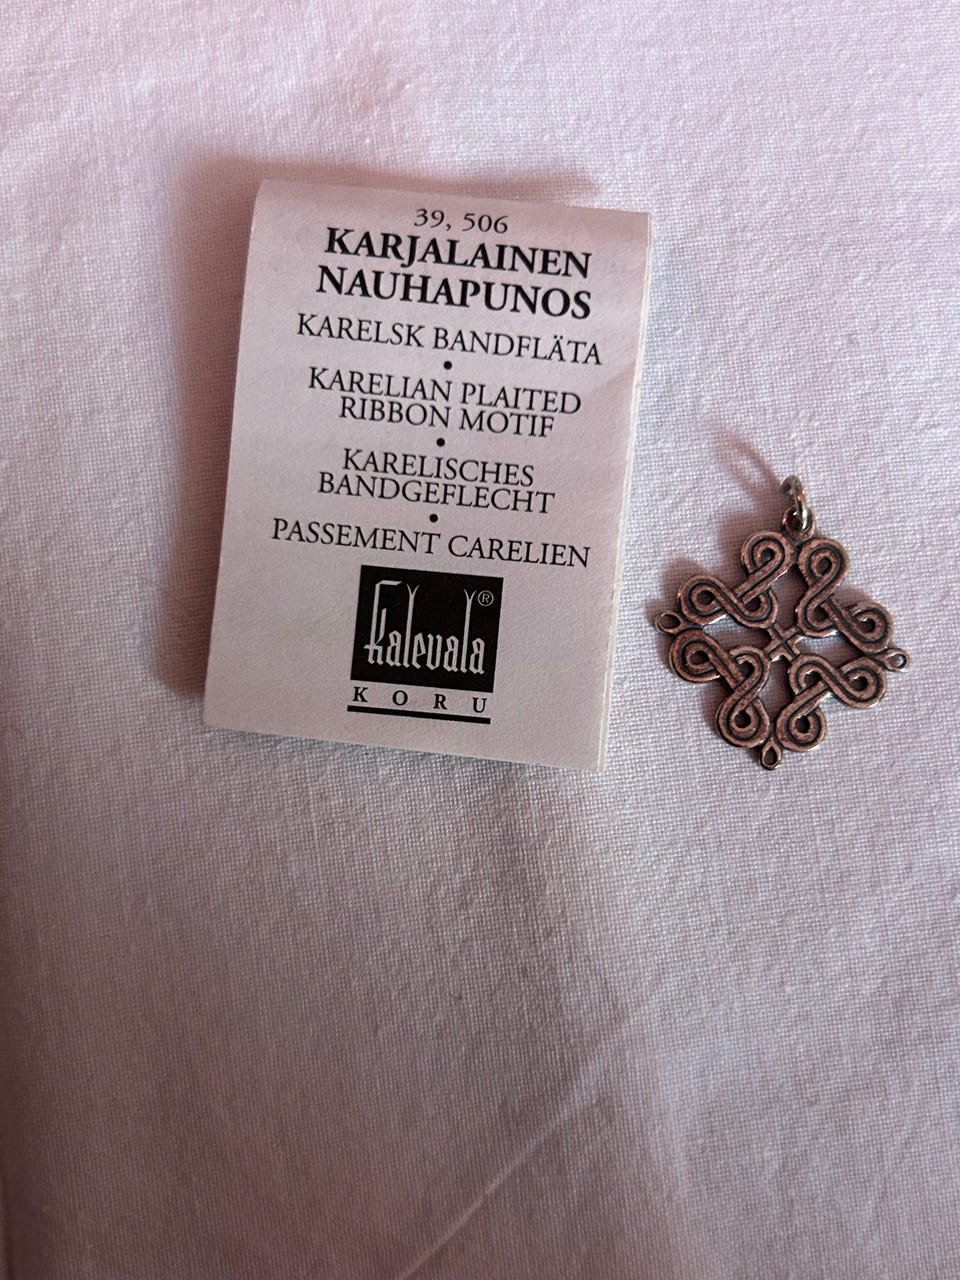 39, 506
KARJALAINEN
NAUHAPUNOS
KARELSK BANDFLÄTA
•
KARELIAN PLAITED
RIBBON MOTIF
•
KARELISCHES
BANDGEFLECHT
•
PASSEMENT CARELIEN
Kalevala®
KORU